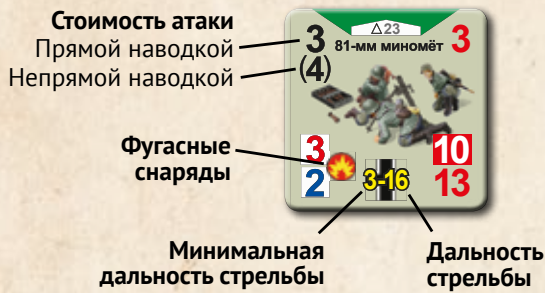 Стоимость атаки
Прямой наводкой
Непрямой наводкой
Фугасные
снаряды
Минимальная
дальность стрельбы
Дальность
стрельбы
△23
3
81-мм миномёт
3
(4)
3
10
2
3-16
13